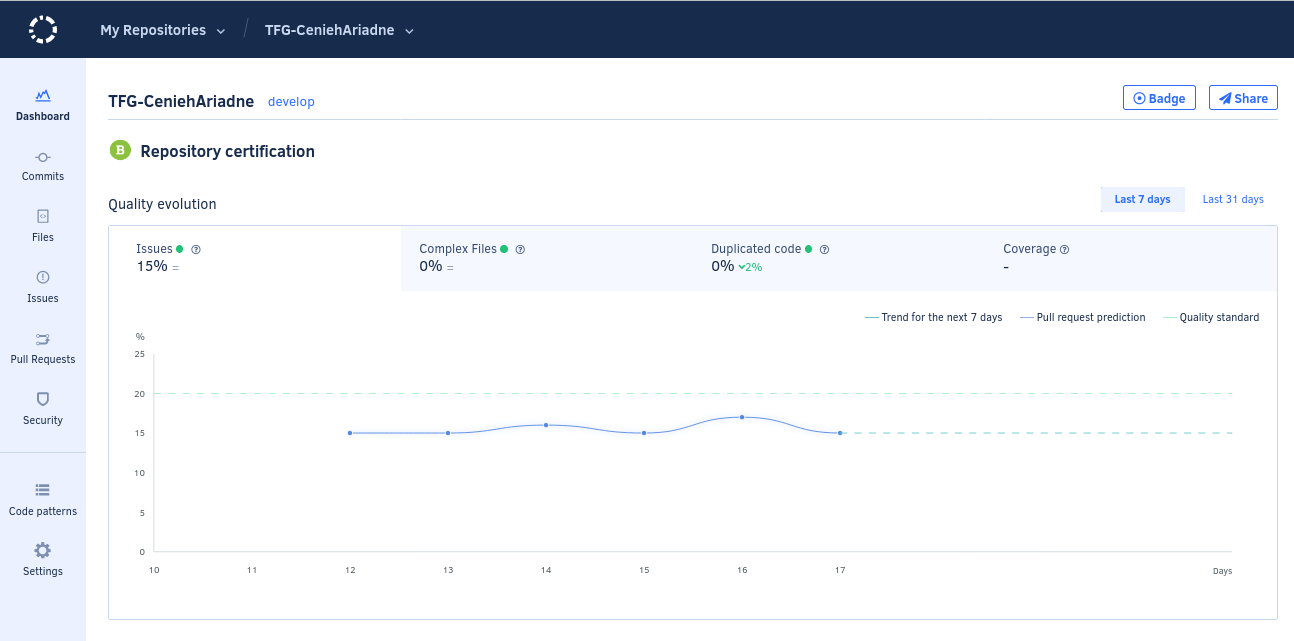 My Repositories / TFG-CeniehAriadne
Dashboard
Commits
Files
Issues
Pull Requests
Security
Code patterns
Settings
TFG-CeniehAriadne develop
Badge Share
B Repository certification
Quality evolution
Last 7 days Last 31 days
Issues Complex Files Duplicated code Coverage
15% = 0% = 0% 2% -
Trend for the next 7 days Pull request prediction Quality standard
%
25
20
15
10
5
0
10 11 12 13 14 15 16 17 Days